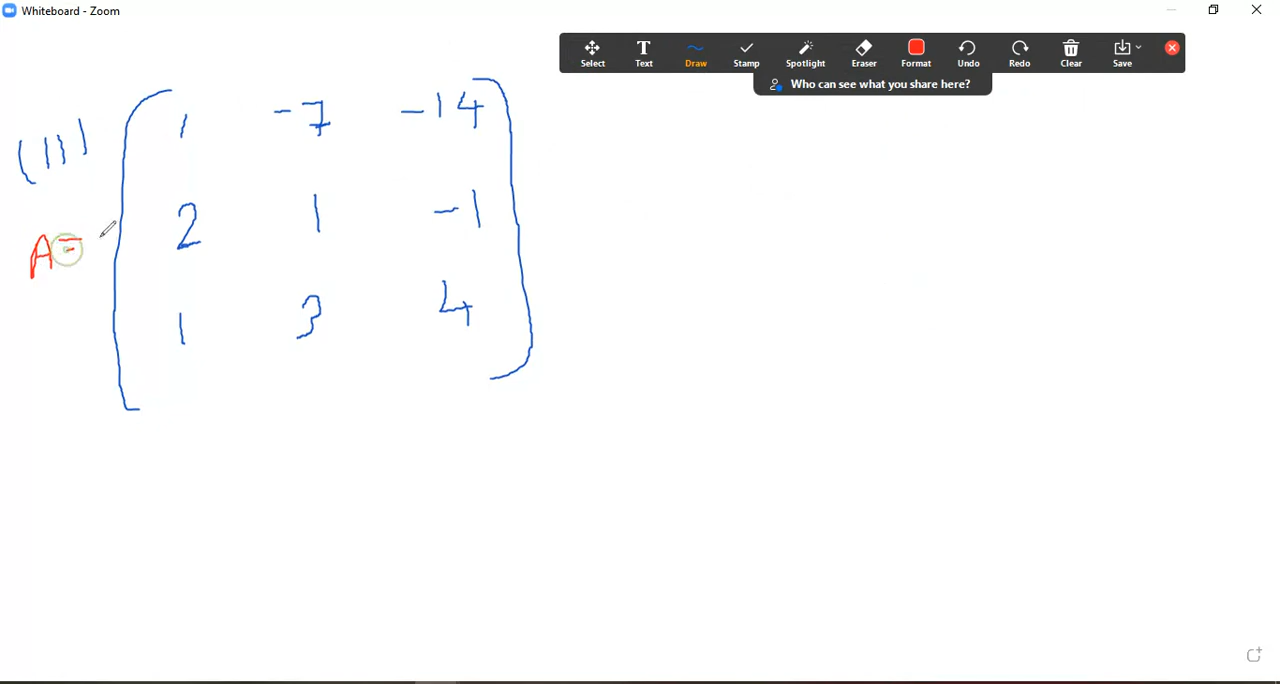 Whiteboard - Zoom
Select Text Draw Stamp Spotlight Eraser Format Undo Redo Clear Save
Who can see what you share here?
(11)
A =
1 -7 -14
2 1 -1
1 3 4